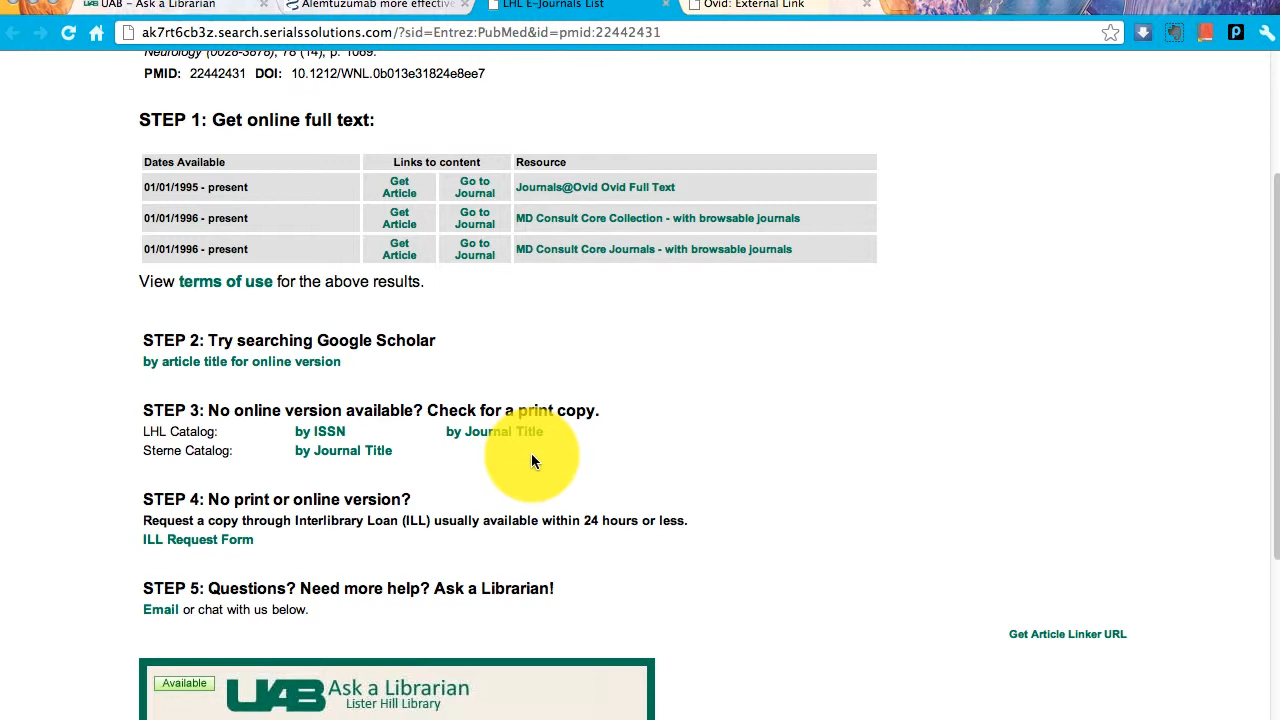 UAB - Ask a Librarian
Alemtuzumab more effective
LHL E-Journals List
Ovid: External Link
ak7rt6cb3z.search.serialssolutions.com/?sid=Entrez:PubMed&id=pmid:22442431
Neurology (0028-3878), 78 (14), p. 1069.
PMID: 22442431 DOI: 10.1212/WNL.0b013e31824e8ee7
STEP 1: Get online full text:
Dates Available Links to content Resource
01/01/1995 - present Get Article Go to Journal Journals@Ovid Ovid Full Text
01/01/1996 - present Get Article Go to Journal MD Consult Core Collection - with browsable journals
01/01/1996 - present Get Article Go to Journal MD Consult Core Journals - with browsable journals
View terms of use for the above results.
STEP 2: Try searching Google Scholar
by article title for online version
STEP 3: No online version available? Check for a print copy.
LHL Catalog: by ISSN by Journal Title
Sterne Catalog: by Journal Title
STEP 4: No print or online version?
Request a copy through Interlibrary Loan (ILL) usually available within 24 hours or less.
ILL Request Form
STEP 5: Questions? Need more help? Ask a Librarian!
Email or chat with us below.
Get Article Linker URL
Available
UAB Ask a Librarian
Lister Hill Library